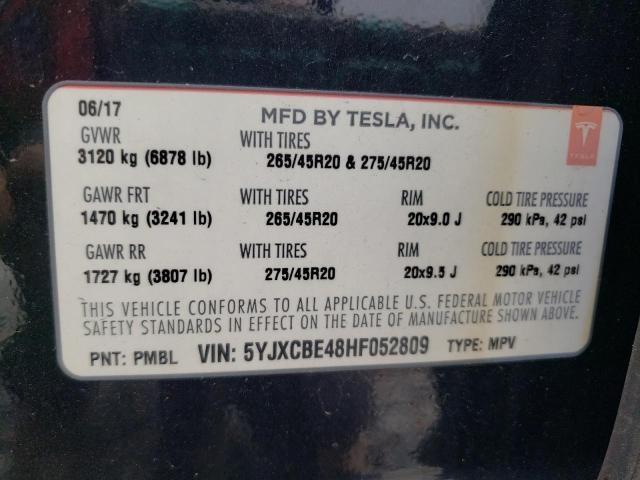 06/17
MFD BY TESLA, INC.
GVWR WITH TIRES
3120 kg (6878 lb) 265/45R20 & 275/45R20
TESLA
GAWR FRT WITH TIRES RIM COLD TIRE PRESSURE
1470 kg (3241 lb) 265/45R20 20x9.0 J 290 kPa, 42 psi
GAWR RR WITH TIRES RIM COLD TIRE PRESSURE
1727 kg (3807 lb) 275/45R20 20x9.5 J 290 kPa, 42 psi
THIS VEHICLE CONFORMS TO ALL APPLICABLE U.S. FEDERAL MOTOR VEHICLE
SAFETY STANDARDS IN EFFECT ON THE DATE OF MANUFACTURE SHOWN ABOVE.
PNT: PMBL VIN: 5YJXCBE48HF052809 TYPE: MPV